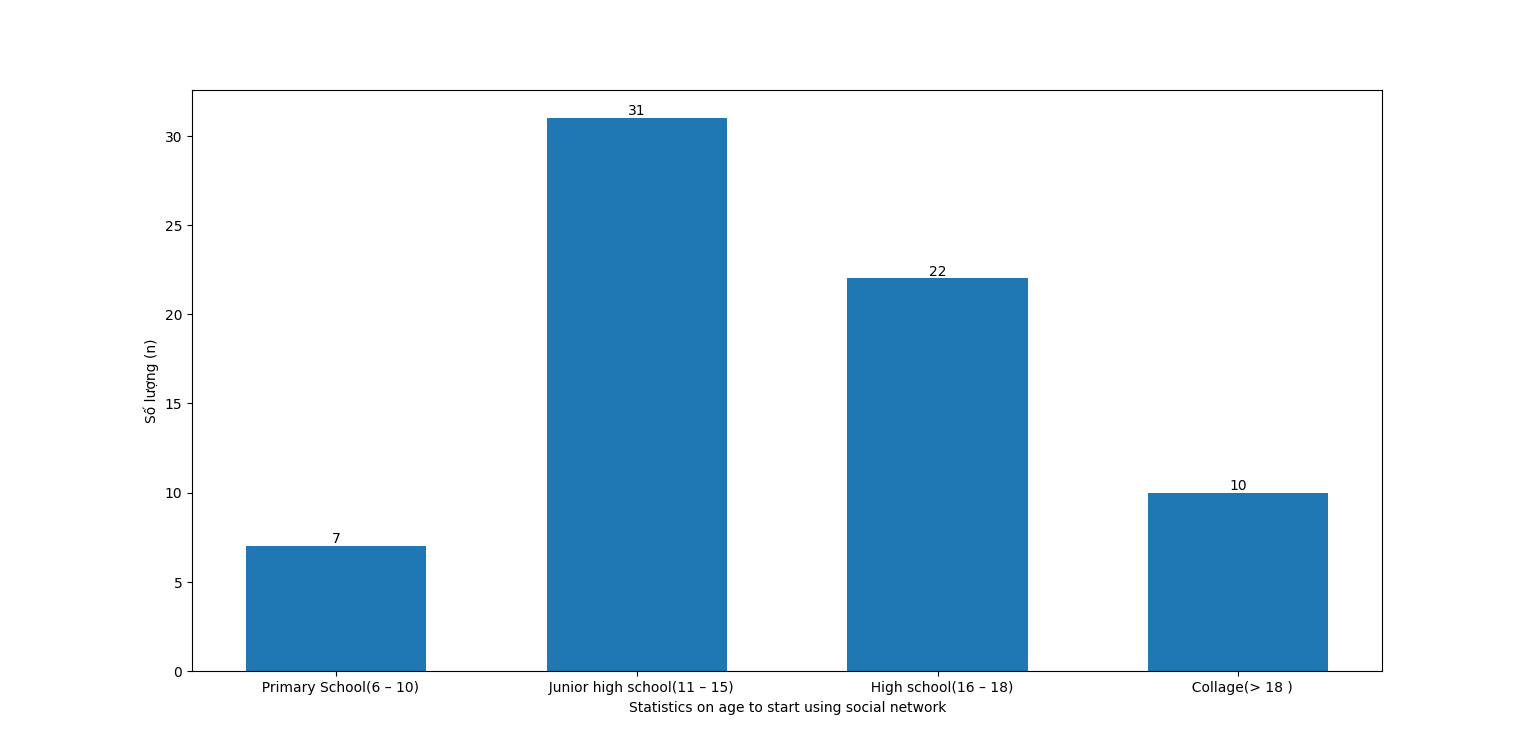 31
30
25
22
20
Số lượng (n)
15
10
10
7
5
0
Primary School(6 – 10)
Junior high school(11 – 15)
High school(16 – 18)
Collage(> 18 )
Statistics on age to start using social network